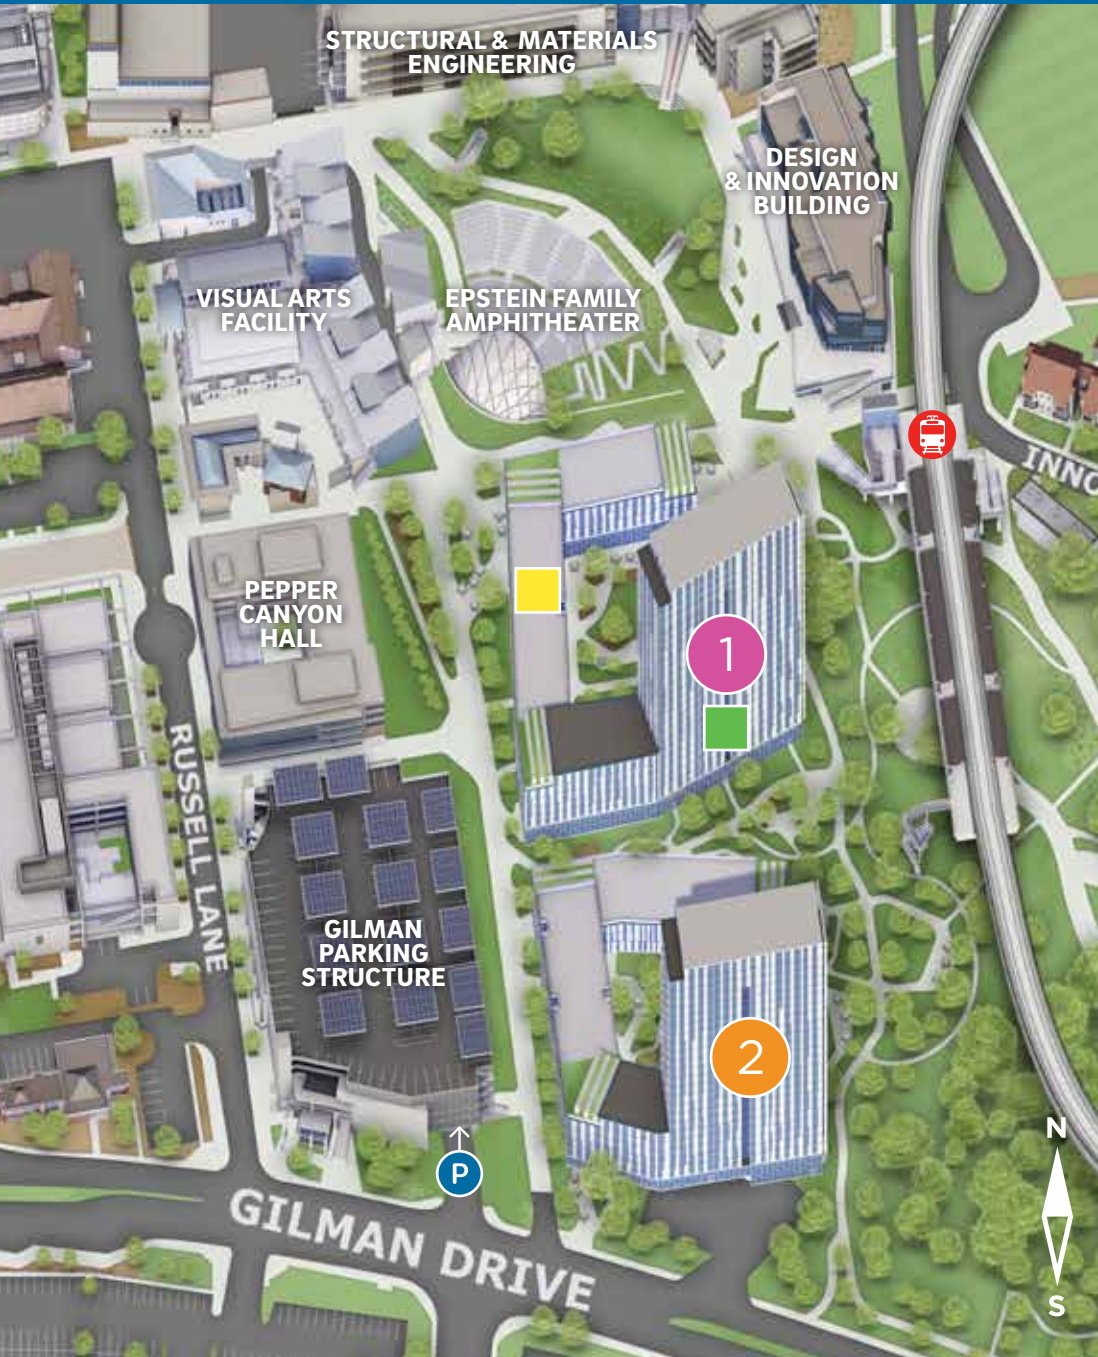 STRUCTURAL & MATERIALS
ENGINEERING
DESIGN
& INNOVATION
BUILDING
VISUAL ARTS
FACILITY
EPSTEIN FAMILY
AMPHITHEATER
INNO
PEPPER
CANYON
HALL
1
RUSSELL LANE
GILMAN
PARKING
STRUCTURE
2
N
P
GILMAN DRIVE
S